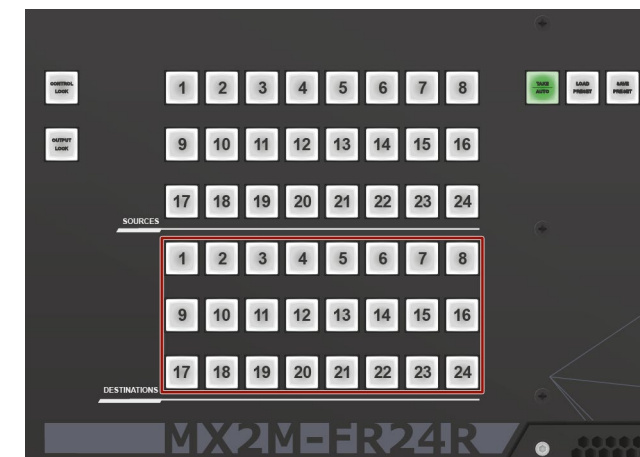 CONTROL
LOCK
1 2 3 4 5 6 7 8
TAKE
AUTO
LOAD
PRESET
SAVE
PRESET
OUTPUT
LOCK
9 10 11 12 13 14 15 16
17 18 19 20 21 22 23 24
SOURCES
1 2 3 4 5 6 7 8
9 10 11 12 13 14 15 16
17 18 19 20 21 22 23 24
DESTINATIONS
MX2M-FR24R